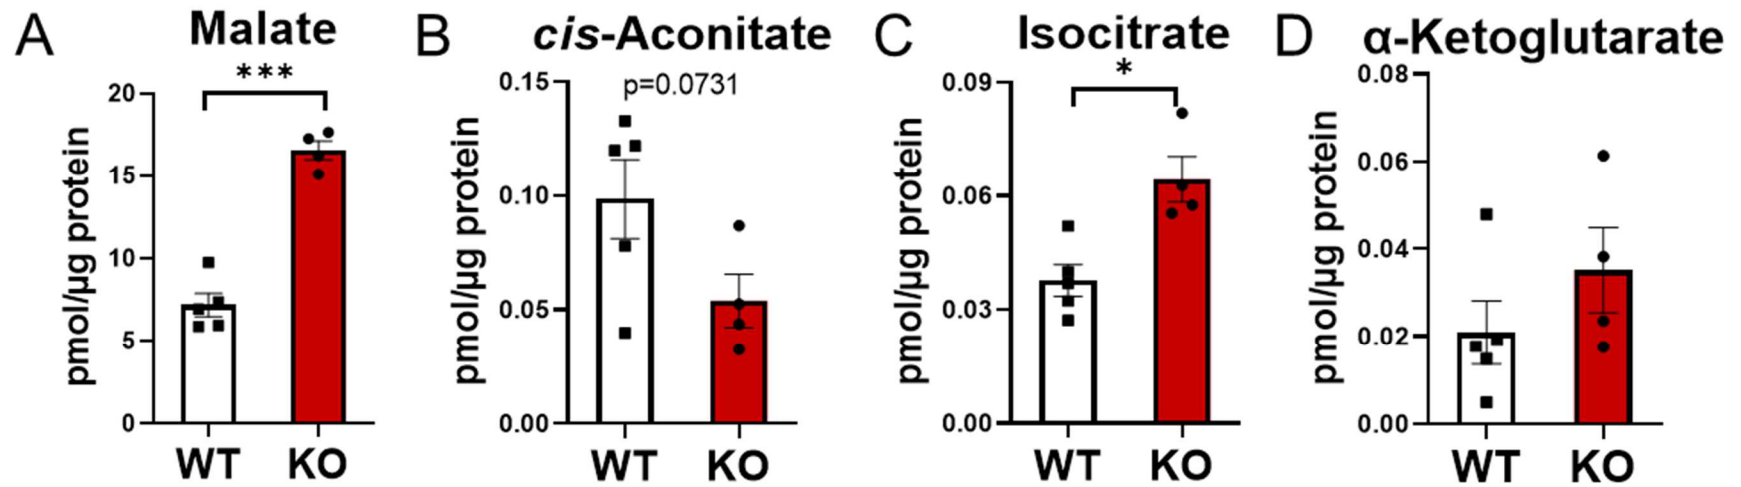 A
Malate
***
20
15
10
5
0
pmol/µg protein
WT
KO
B
cis-Aconitate
p=0.0731
0.15
0.10
0.05
0.00
pmol/µg protein
WT
KO
C
Isocitrate
*
0.09
0.06
0.03
0.00
pmol/µg protein
WT
KO
D
α-Ketoglutarate
0.08
0.06
0.04
0.02
0.00
pmol/µg protein
WT
KO